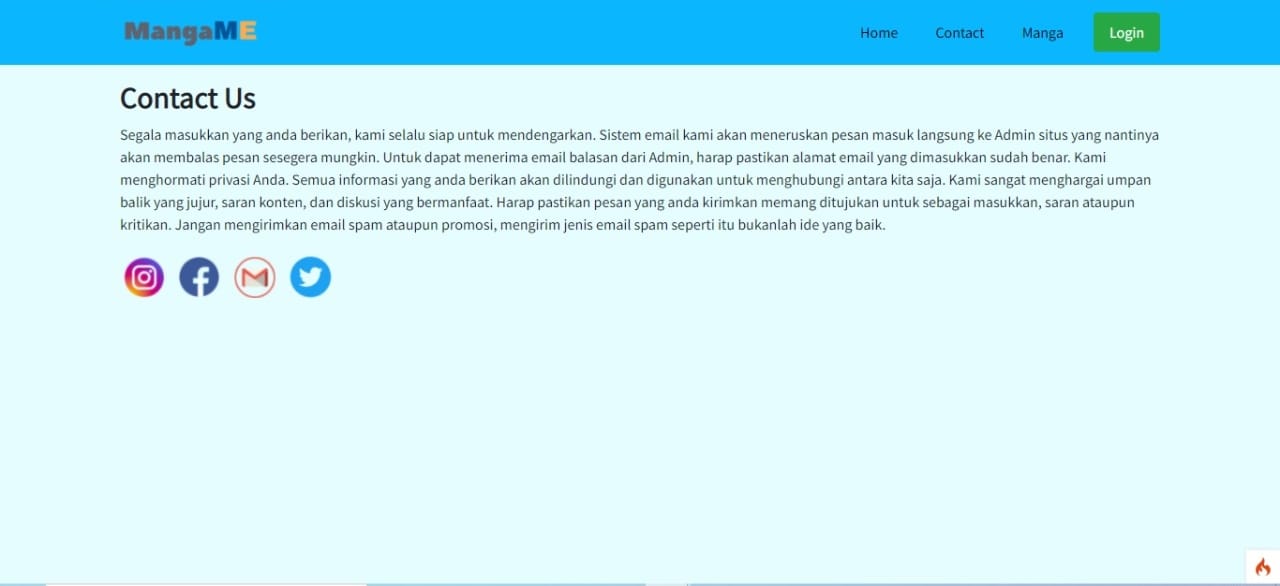 MangaME
Home
Contact
Manga
Login
Contact Us
Segala masukkan yang anda berikan, kami selalu siap untuk mendengarkan. Sistem email kami akan meneruskan pesan masuk langsung ke Admin situs yang nantinya
akan membalas pesan sesegera mungkin. Untuk dapat menerima email balasan dari Admin, harap pastikan alamat email yang dimasukkan sudah benar. Kami
menghormati privasi Anda. Semua informasi yang anda berikan akan dilindungi dan digunakan untuk menghubungi antara kita saja. Kami sangat menghargai umpan
balik yang jujur, saran konten, dan diskusi yang bermanfaat. Harap pastikan pesan yang anda kirimkan memang ditujukan untuk sebagai masukkan, saran ataupun
kritikan. Jangan mengirimkan email spam ataupun promosi, mengirim jenis email spam seperti itu bukanlah ide yang baik.